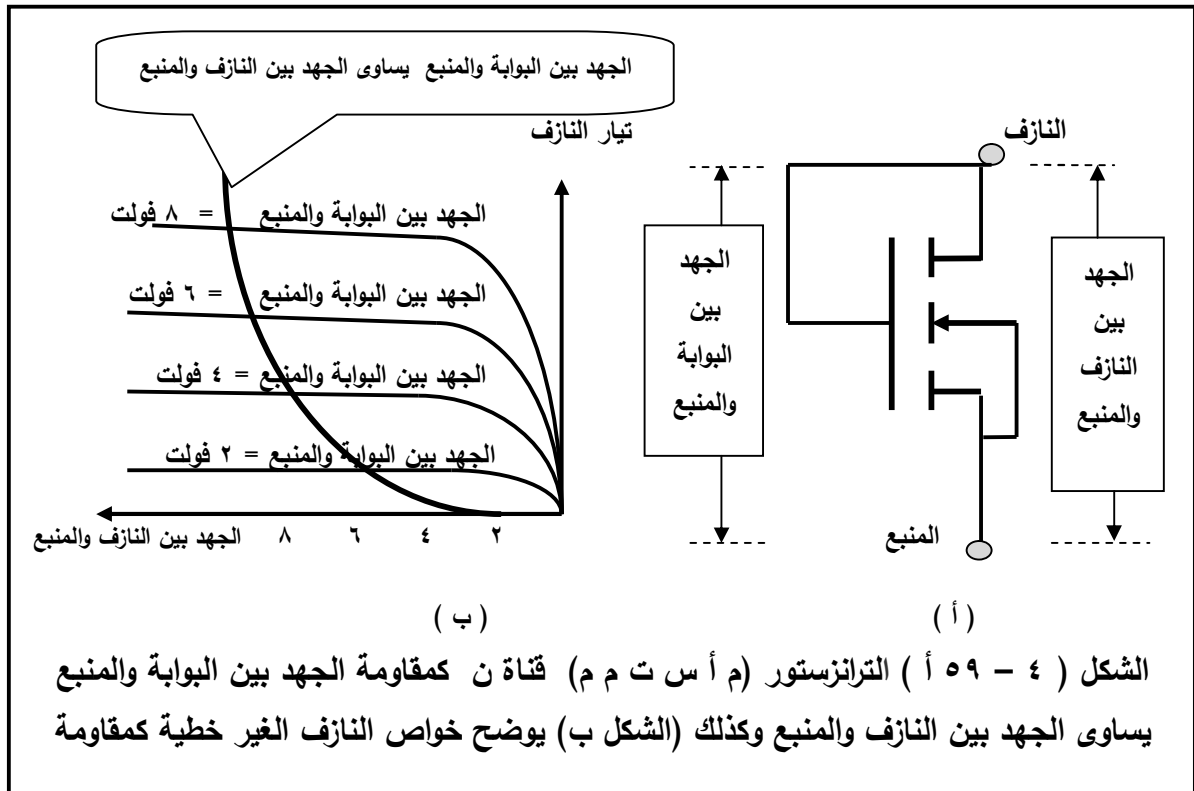 الجهد بين البوابة والمنبع يساوى الجهد بين النازف والمنبع
تيار النازف
النازف
الجهد بين البوابة والمنبع = ٨ فولت
الجهد بين البوابة والمنبع = ٦ فولت
الجهد بين البوابة والمنبع = ٤ فولت
الجهد بين البوابة والمنبع = ٢ فولت
٢ ٤ ٦ ٨ الجهد بين النازف والمنبع
الجهد
بين
البوابة
والمنبع
الجهد
بين
النازف
والمنبع
المنبع
( أ )
( ب )
الشكل ( ٤ – ٥٩ أ ) الترانزستور (م أ س ت م م) قناة ن كمقاومة الجهد بين البوابة والمنبع
يساوى الجهد بين النازف والمنبع وكذلك (الشكل ب) يوضح خواص النازف الغير خطية كمقاومة